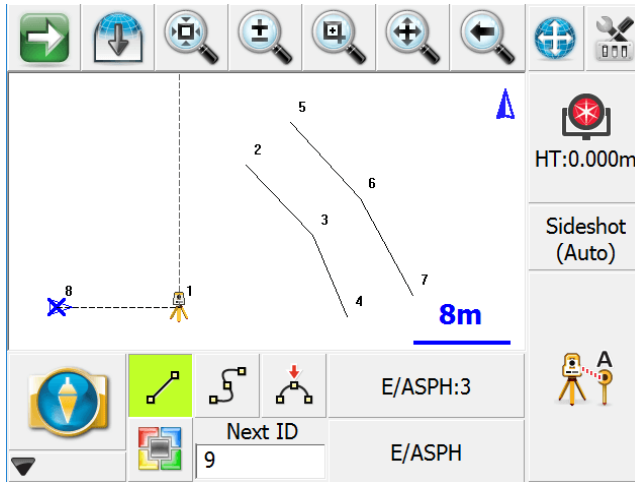 HT:0.000m
Sideshot
(Auto)
A
5
2
6
3
7
8
1
4
8m
E/ASPH:3
Next ID
9
E/ASPH